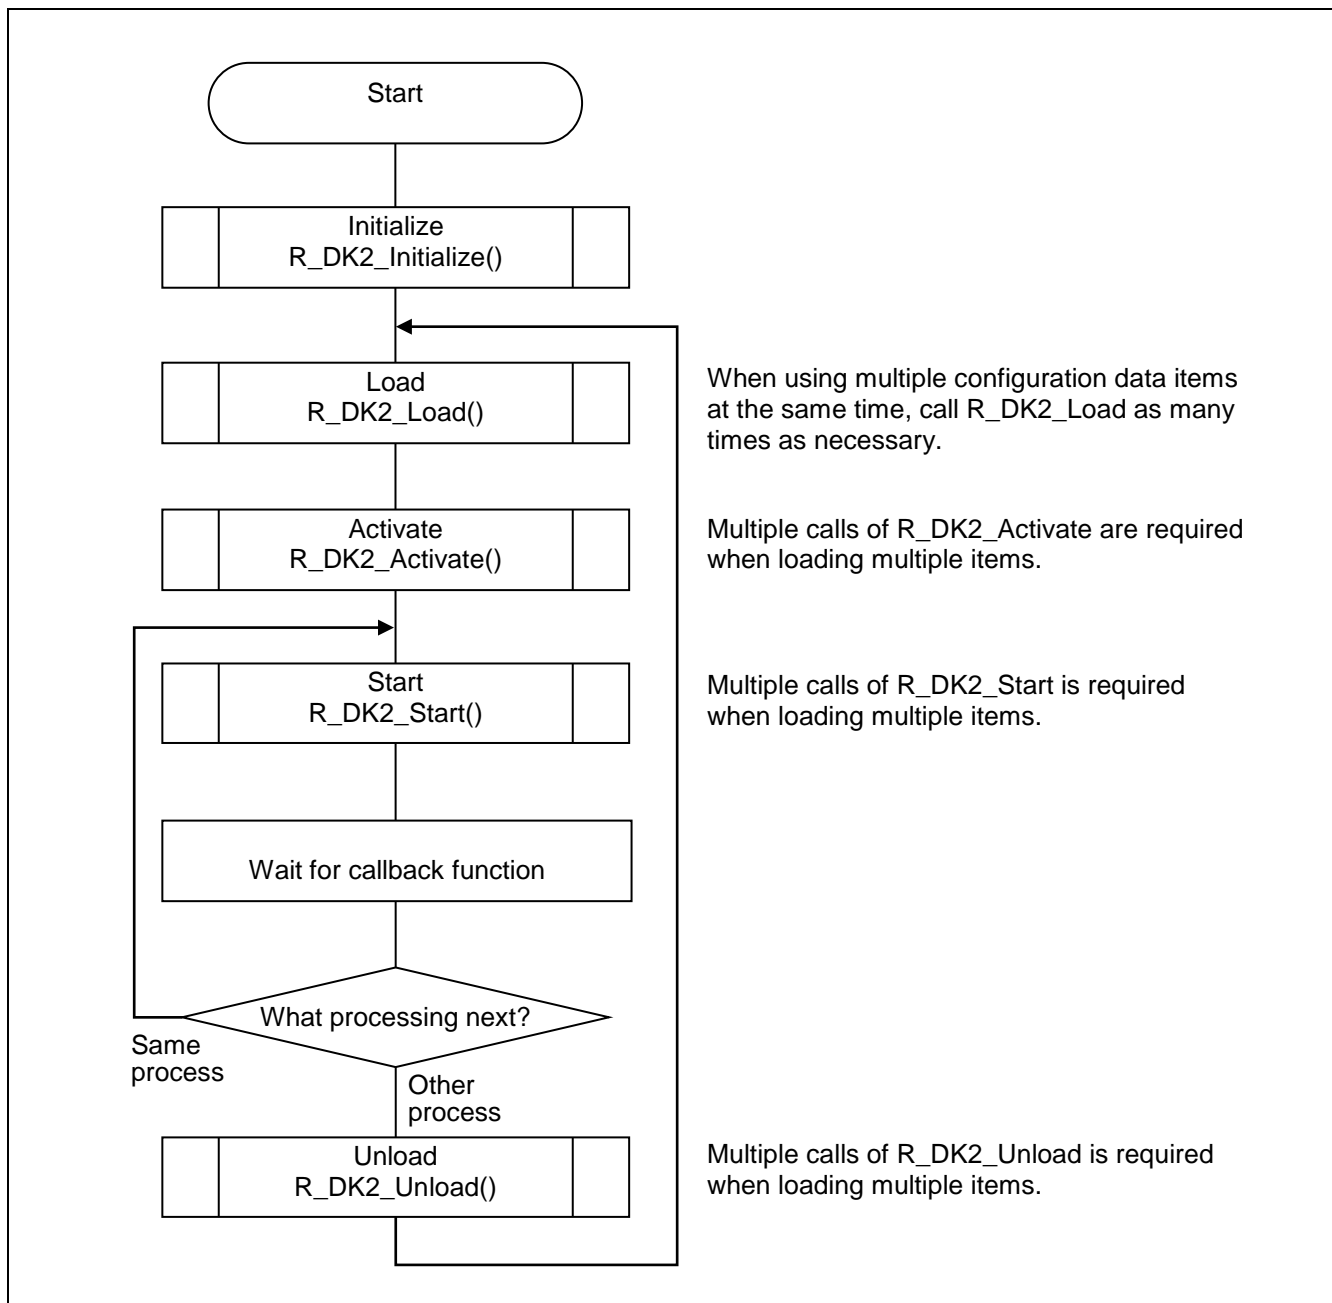 Start
Initialize
R_DK2_Initialize()
Load
R_DK2_Load()
When using multiple configuration data items
at the same time, call R_DK2_Load as many
times as necessary.
Activate
R_DK2_Activate()
Multiple calls of R_DK2_Activate are required
when loading multiple items.
Start
R_DK2_Start()
Multiple calls of R_DK2_Start is required
when loading multiple items.
Wait for callback function
What processing next?
Same
process
Other
process
Unload
R_DK2_Unload()
Multiple calls of R_DK2_Unload is required
when loading multiple items.